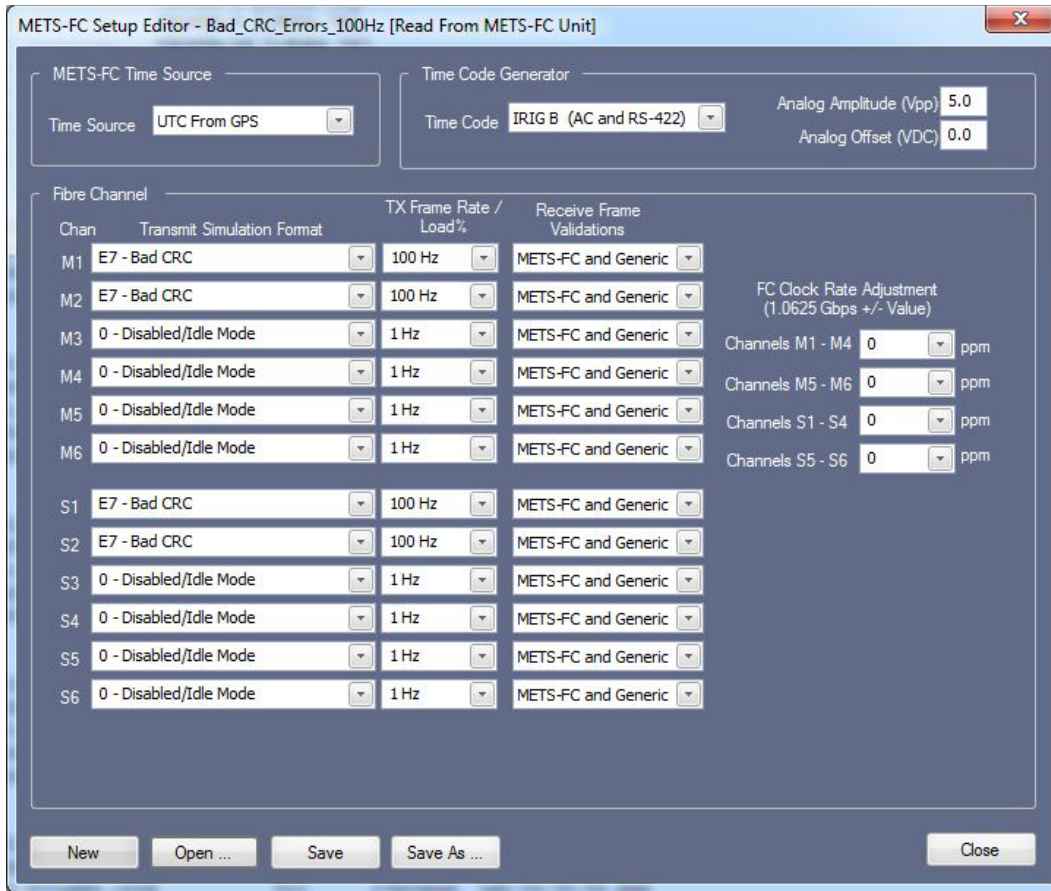 METS-FC Setup Editor - Bad_CRC_Errors_100Hz [Read From METS-FC Unit]
METS-FC Time Source
Time Source UTC From GPS
Time Code Generator
Time Code IRIG B (AC and RS-422)
Analog Amplitude (Vpp) 5.0
Analog Offset (VDC) 0.0
Fibre Channel
Chan Transmit Simulation Format TX Frame Rate / Load% Receive Frame Validations
M1 E7 - Bad CRC 100 Hz METS-FC and Generic
M2 E7 - Bad CRC 100 Hz METS-FC and Generic
M3 0 - Disabled/Idle Mode 1 Hz METS-FC and Generic
M4 0 - Disabled/Idle Mode 1 Hz METS-FC and Generic
M5 0 - Disabled/Idle Mode 1 Hz METS-FC and Generic
M6 0 - Disabled/Idle Mode 1 Hz METS-FC and Generic
S1 E7 - Bad CRC 100 Hz METS-FC and Generic
S2 E7 - Bad CRC 100 Hz METS-FC and Generic
S3 0 - Disabled/Idle Mode 1 Hz METS-FC and Generic
S4 0 - Disabled/Idle Mode 1 Hz METS-FC and Generic
S5 0 - Disabled/Idle Mode 1 Hz METS-FC and Generic
S6 0 - Disabled/Idle Mode 1 Hz METS-FC and Generic
FC Clock Rate Adjustment
(1.0625 Gbps +/- Value)
Channels M1 - M4 0 ppm
Channels M5 - M6 0 ppm
Channels S1 - S4 0 ppm
Channels S5 - S6 0 ppm
New Open ... Save Save As ... Close